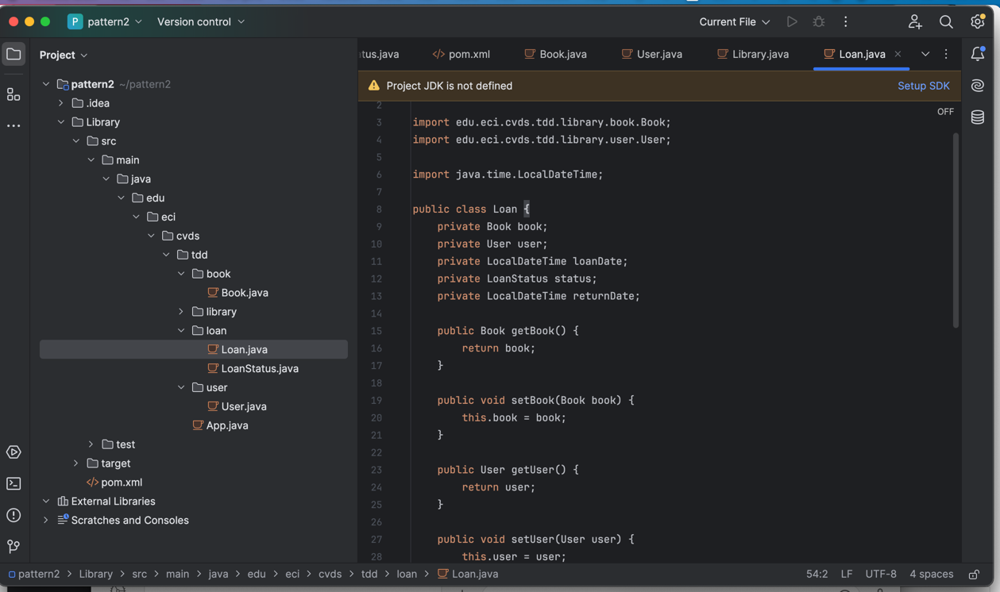 P pattern2 Version control Current File
Project
tus.java pom.xml Book.java User.java Library.java Loan.java
Project JDK is not defined Setup SDK
OFF
pattern2 ~/pattern2
.idea
Library
src
main
java
edu
eci
cvds
tdd
book
Book.java
library
loan
Loan.java
LoanStatus.java
user
User.java
App.java
test
target
pom.xml
External Libraries
Scratches and Consoles
2
3 import edu.eci.cvds.tdd.library.book.Book;
4 import edu.eci.cvds.tdd.library.user.User;
5
6 import java.time.LocalDateTime;
7
8 public class Loan {
9 private Book book;
10 private User user;
11 private LocalDateTime loanDate;
12 private LoanStatus status;
13 private LocalDateTime returnDate;
14
15 public Book getBook() {
16 return book;
17 }
18
19 public void setBook(Book book) {
20 this.book = book;
21 }
22
23 public User getUser() {
24 return user;
25 }
26
27 public void setUser(User user) {
28 this.user = user;
pattern2 > Library > src > main > java > edu > eci > cvds > tdd > loan > Loan.java 54:2 LF UTF-8 4 spaces